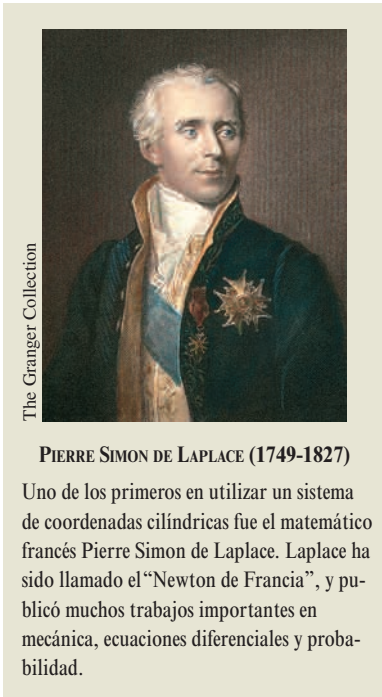 The Granger Collection
PIERRE SIMON DE LAPLACE (1749-1827)
Uno de los primeros en utilizar un sistema
de coordenadas cilíndricas fue el matemático
francés Pierre Simon de Laplace. Laplace ha
sido llamado el “Newton de Francia”, y pu-
blicó muchos trabajos importantes en
mecánica, ecuaciones diferenciales y proba-
bilidad.